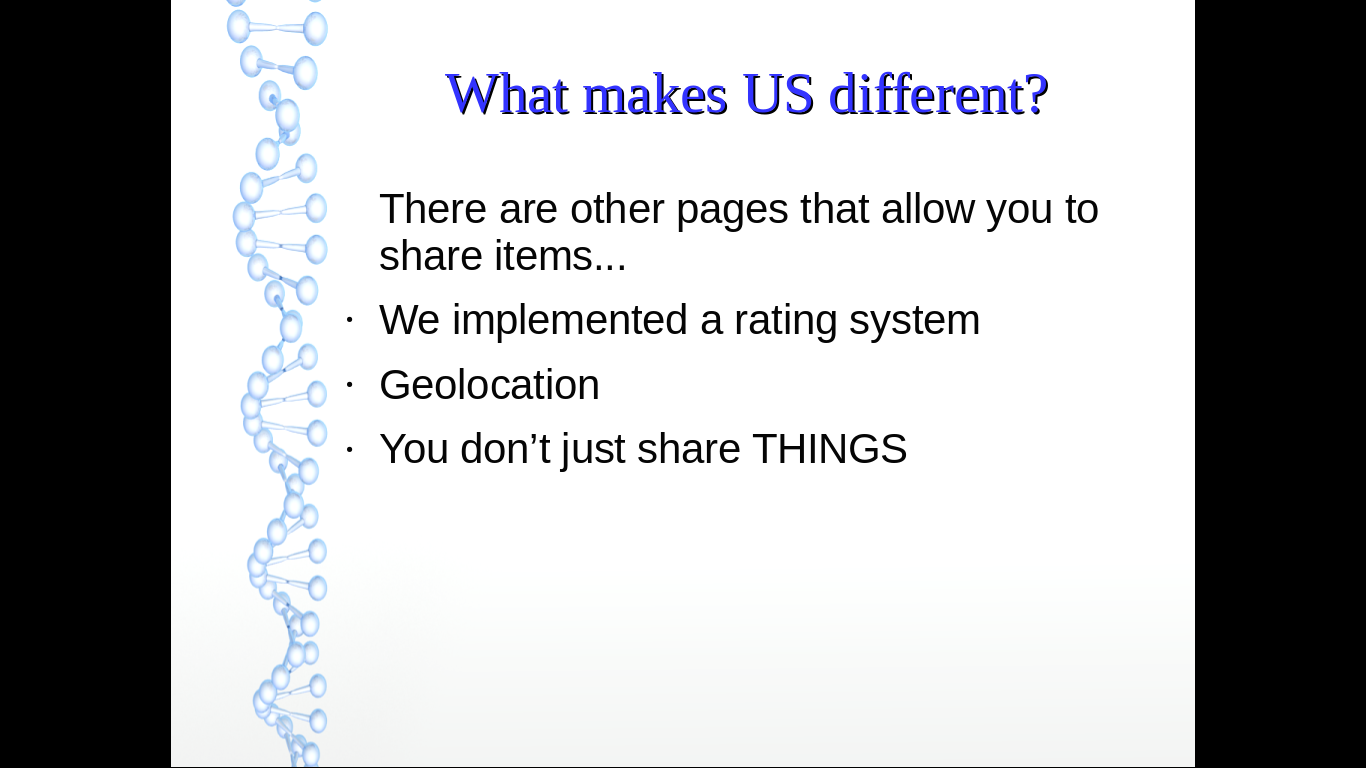 What makes US different?
There are other pages that allow you to
share items...
· We implemented a rating system
· Geolocation
· You don’t just share THINGS